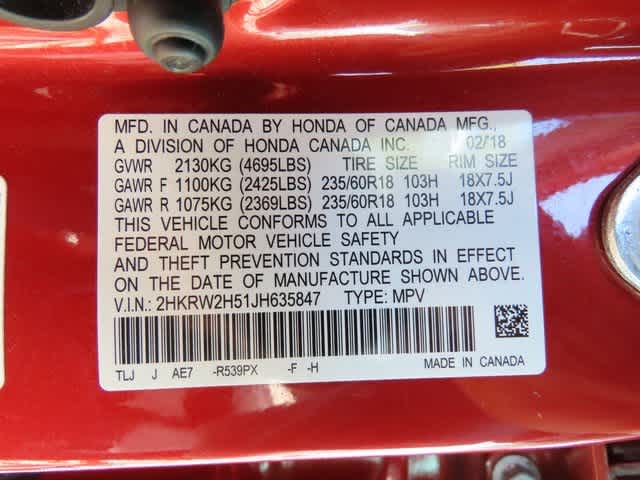 MFD. IN CANADA BY HONDA OF CANADA MFG.,
A DIVISION OF HONDA CANADA INC. 02/18
GVWR 2130KG (4695LBS) TIRE SIZE RIM SIZE
GAWR F 1100KG (2425LBS) 235/60R18 103H 18X7.5J
GAWR R 1075KG (2369LBS) 235/60R18 103H 18X7.5J
THIS VEHICLE CONFORMS TO ALL APPLICABLE
FEDERAL MOTOR VEHICLE SAFETY
AND THEFT PREVENTION STANDARDS IN EFFECT
ON THE DATE OF MANUFACTURE SHOWN ABOVE.
V.I.N.: 2HKRW2H51JH635847 TYPE: MPV
TLJ J AE7 -R539PX -F -H MADE IN CANADA